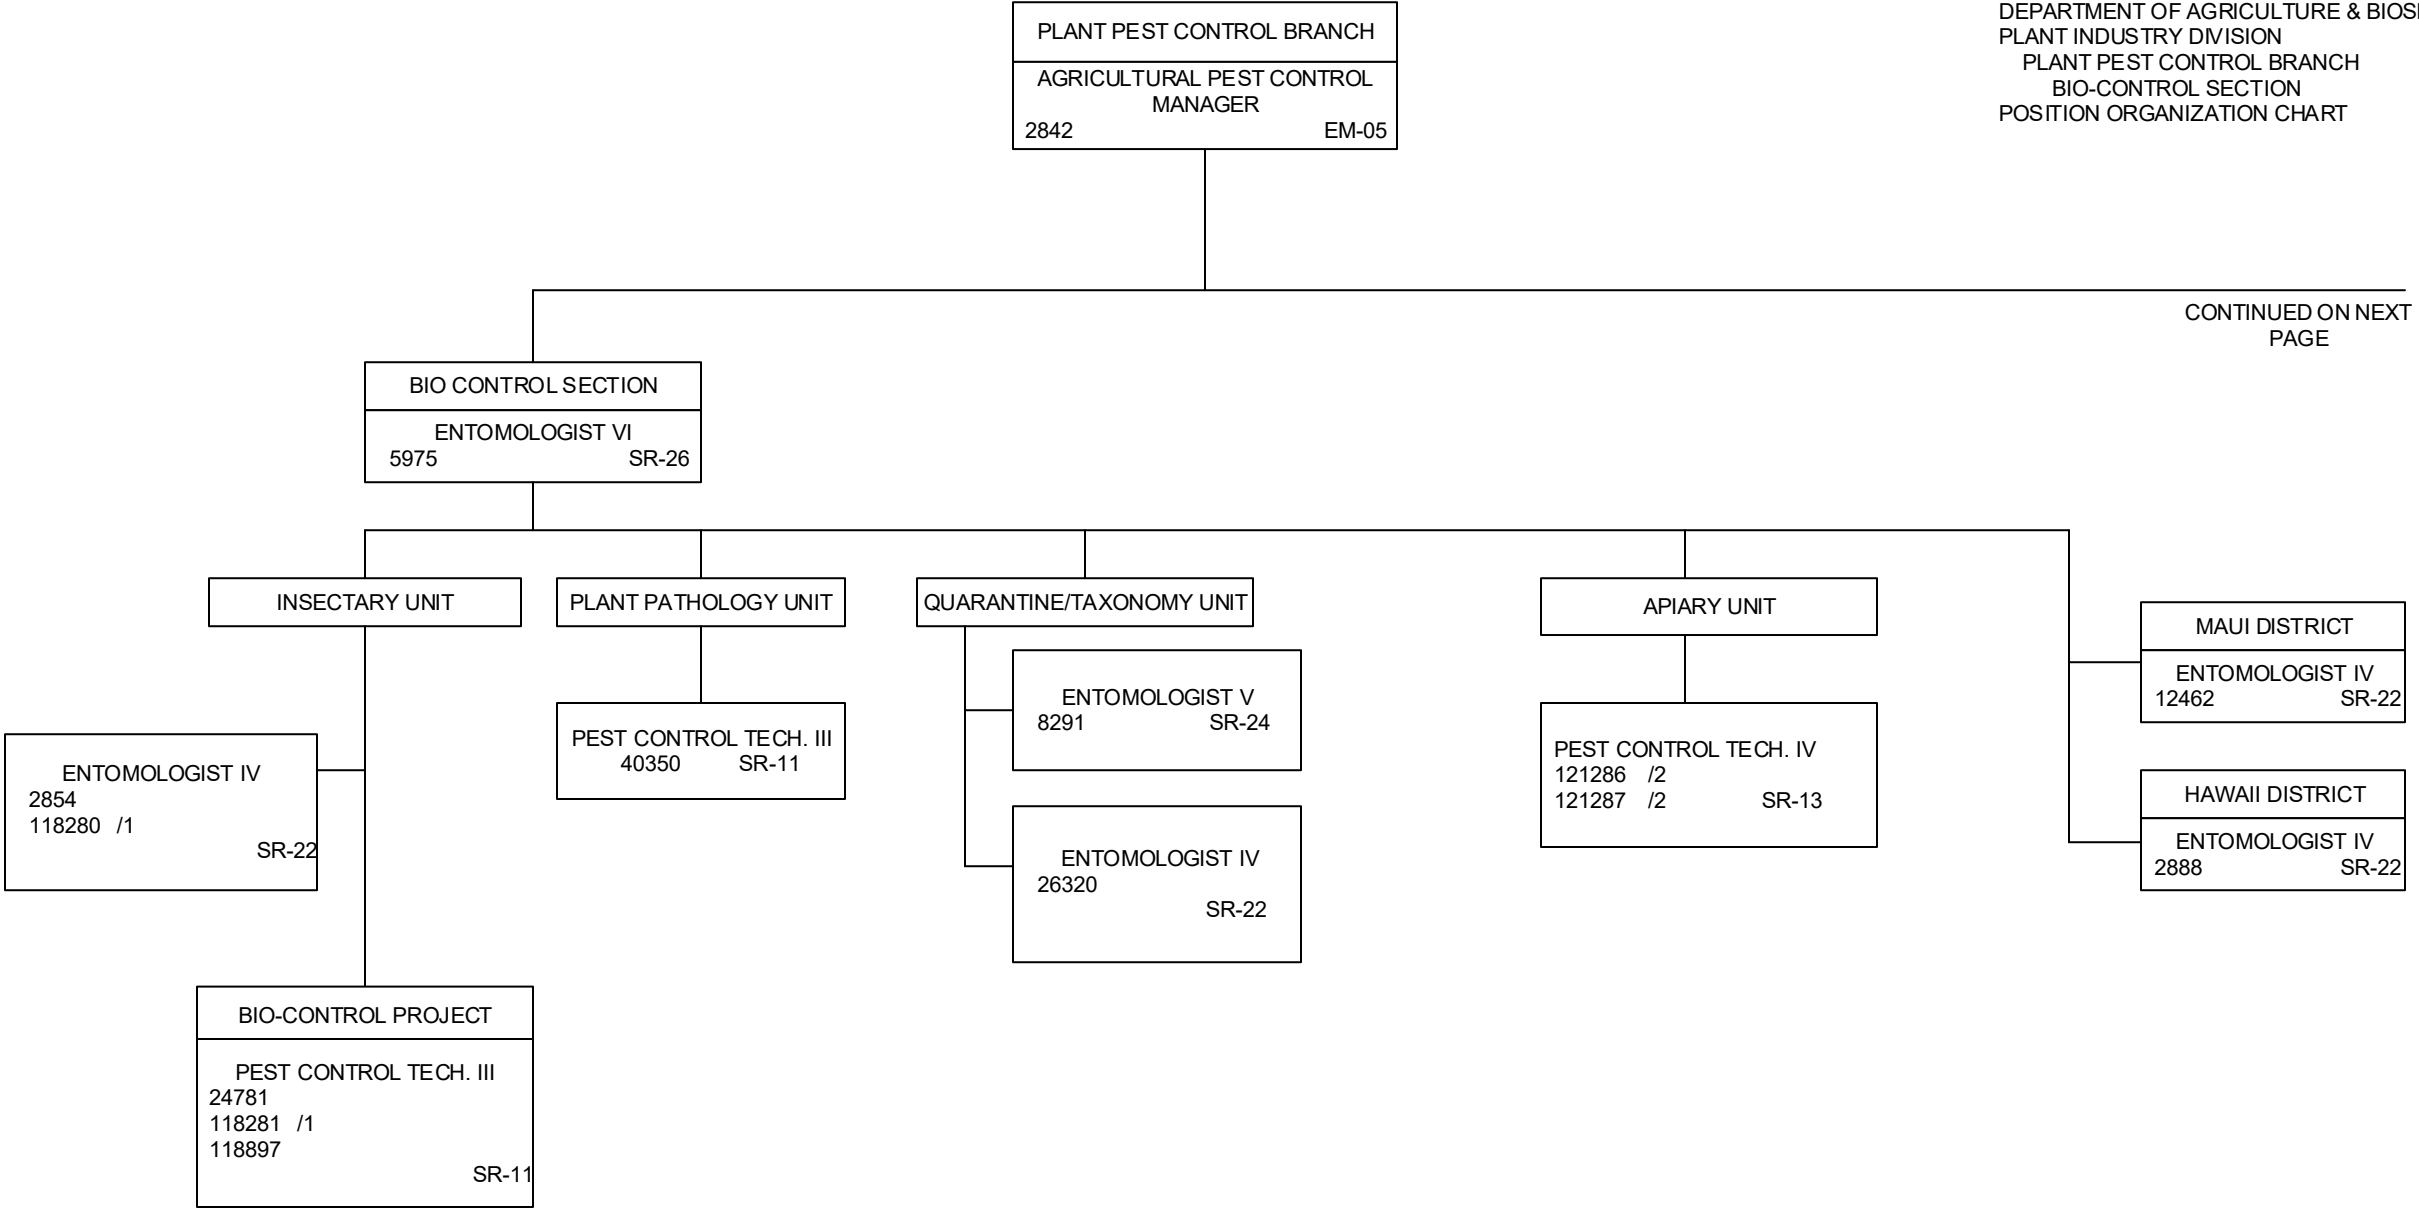 PLANT PEST CONTROL BRANCH
AGRICULTURAL PEST CONTROL
MANAGER
2842 EM-05
DEPARTMENT OF AGRICULTURE &
PLANT INDUSTRY DIVISION
PLANT PEST CONTROL BRANCH
BIO-CONTROL SECTION
POSITION ORGANIZATION CHART
CONTINUED ON NEXT
PAGE
BIO CONTROL SECTION
ENTOMOLOGIST VI
5975 SR-26
INSECTARY UNIT
ENTOMOLOGIST IV
2854
118280 /1
SR-22
BIO-CONTROL PROJECT
PEST CONTROL TECH. III
24781
118281 /1
118897
SR-11
PLANT PATHOLOGY UNIT
PEST CONTROL TECH. III
40350 SR-11
QUARANTINE/TAXONOMY UNIT
ENTOMOLOGIST V
8291 SR-24
ENTOMOLOGIST IV
26320
SR-22
APIARY UNIT
PEST CONTROL TECH. IV
121286 /2
121287 /2 SR-13
MAUI DISTRICT
ENTOMOLOGIST IV
12462 SR-22
HAWAII DISTRICT
ENTOMOLOGIST IV
2888 SR-22